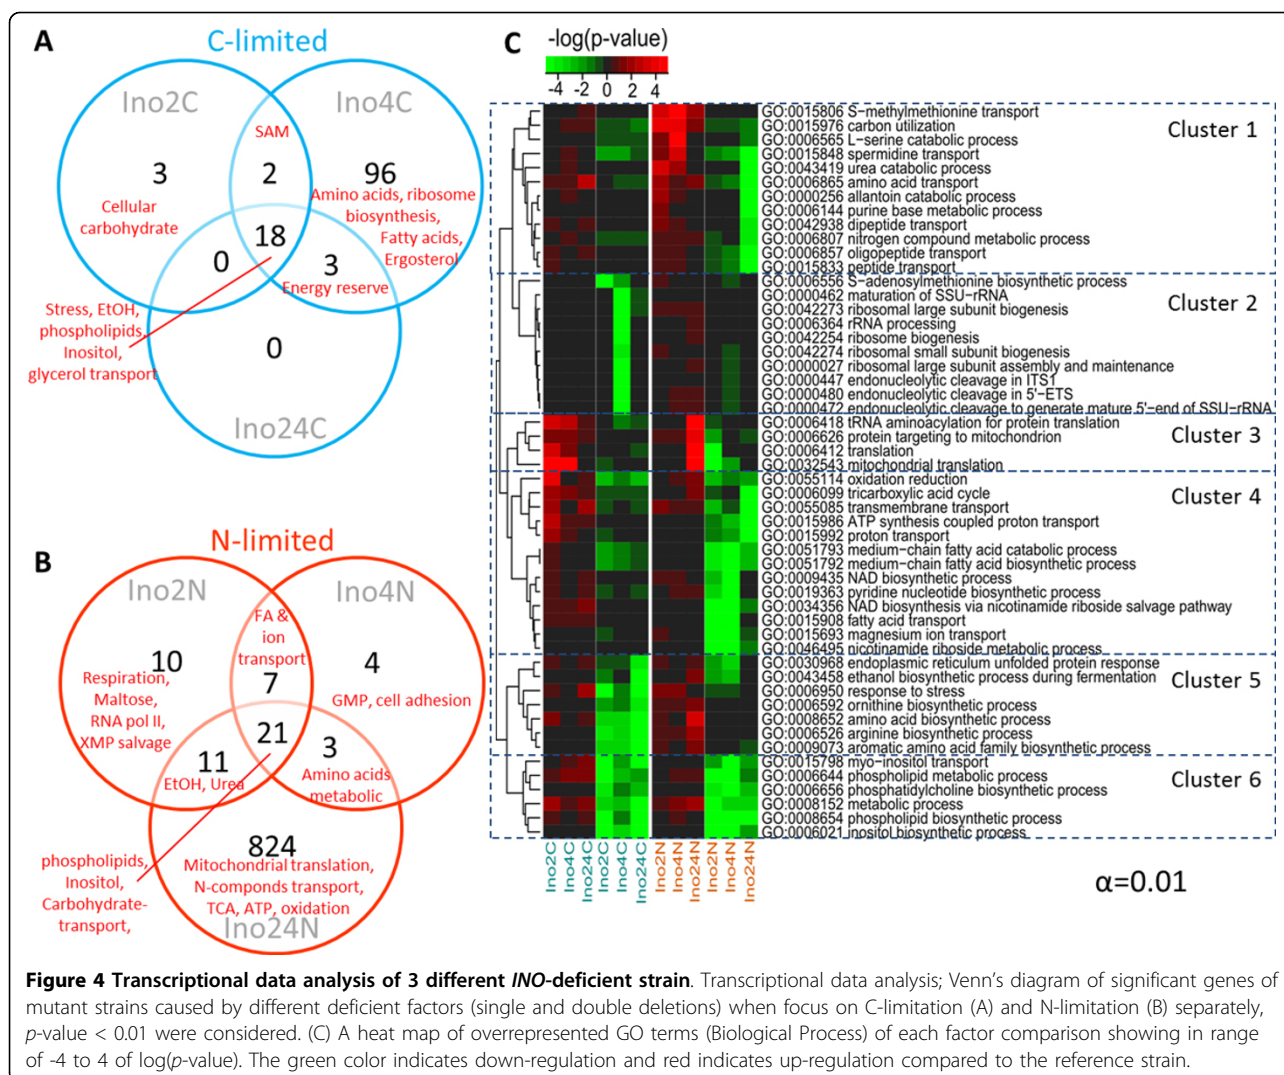 A
C-limited
Ino2C
Ino4C
SAM
3
2
96
Cellular
carbohydrate
Amino acids, ribosome
biosynthesis,
Fatty acids,
Ergosterol
18
0
3
Energy reserve
Stress, EtOH,
phospholipids,
Inositol,
glycerol transport
0
Ino24C
B
N-limited
Ino2N
Ino4N
FA &
ion
transport
10
7
4
Respiration,
Maltose,
RNA pol II,
XMP salvage
GMP, cell adhesion
21
11
3
EtOH, Urea
Amino acids
metabolic
824
phospholipids,
Inositol,
Carbohydrate-
transport,
Mitochondrial translation,
N-componds transport,
TCA, ATP, oxidation
Ino24N
C
-log(p-value)
-4 -2 0 2 4
GO:0015806 S-methylmethionine transport
GO:0015976 carbon utilization
GO:0006565 L-serine catabolic process
GO:0015848 spermidine transport
GO:0043419 urea catabolic process
GO:0006865 amino acid transport
GO:0000256 allantoin catabolic process
GO:0006144 purine base metabolic process
GO:0042938 dipeptide transport
GO:0006807 nitrogen compound metabolic process
GO:0006857 oligopeptide transport
GO:0015833 peptide transport
Cluster 1
GO:0006556 S-adenosylmethionine biosynthetic process
GO:0000462 maturation of SSU-rRNA
GO:0042273 ribosomal large subunit biogenesis
GO:0006364 rRNA processing
GO:0042254 ribosome biogenesis
GO:0042274 ribosomal small subunit biogenesis
GO:0000027 ribosomal large subunit assembly and maintenance
GO:0000447 endonucleolytic cleavage in ITS1
GO:0000480 endonucleolytic cleavage in 5'-ETS
GO:0000472 endonucleolytic cleavage to generate mature 5'-end of SSU-rRNA
Cluster 2
GO:0006418 tRNA aminoacylation for protein translation
GO:0006626 protein targeting to mitochondrion
GO:0006412 translation
GO:0032543 mitochondrial translation
Cluster 3
GO:0055114 oxidation reduction
GO:0006099 tricarboxylic acid cycle
GO:0055085 transmembrane transport
GO:0015986 ATP synthesis coupled proton transport
GO:0015992 proton transport
GO:0051793 medium-chain fatty acid catabolic process
GO:0051792 medium-chain fatty acid biosynthetic process
GO:0009435 NAD biosynthetic process
GO:0019363 pyridine nucleotide biosynthetic process
GO:0034356 NAD biosynthesis via nicotinamide riboside salvage pathway
GO:0015908 fatty acid transport
GO:0015693 magnesium ion transport
GO:0046495 nicotinamide riboside metabolic process
Cluster 4
GO:0030968 endoplasmic reticulum unfolded protein response
GO:0043458 ethanol biosynthetic process during fermentation
GO:0006950 response to stress
GO:0006592 ornithine biosynthetic process
GO:0008652 amino acid biosynthetic process
GO:0006526 arginine biosynthetic process
GO:0009073 aromatic amino acid family biosynthetic process
Cluster 5
GO:0015798 myo-inositol transport
GO:0006644 phospholipid metabolic process
GO:0006656 phosphatidylcholine biosynthetic process
GO:0008152 metabolic process
GO:0008654 phospholipid biosynthetic process
GO:0006021 inositol biosynthetic process
Cluster 6
Ino2C Ino4C Ino24C Ino2C Ino4C Ino24C Ino2N Ino4N Ino24N Ino2N Ino4N Ino24N
α=0.01
Figure 4 Transcriptional data analysis of 3 different INO-deficient strain. Transcriptional data analysis; Venn's diagram of significant genes of
mutant strains caused by different deficient factors (single and double deletions) when focus on C-limitation (A) and N-limitation (B) separately,
p-value < 0.01 were considered. (C) A heat map of overrepresented GO terms (Biological Process) of each factor comparison showing in range
of -4 to 4 of log(p-value). The green color indicates down-regulation and red indicates up-regulation compared to the reference strain.